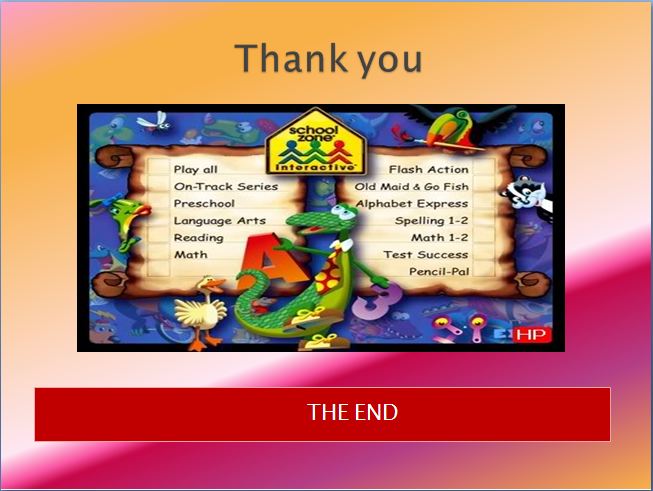 Thank you
school
zone
interactive
Play all
On-Track Series
Preschool
Language Arts
Reading
Math
Flash Action
Old Maid & Go Fish
Alphabet Express
Spelling 1-2
Math 1-2
Test Success
Pencil-Pal
A
3
HP
THE END